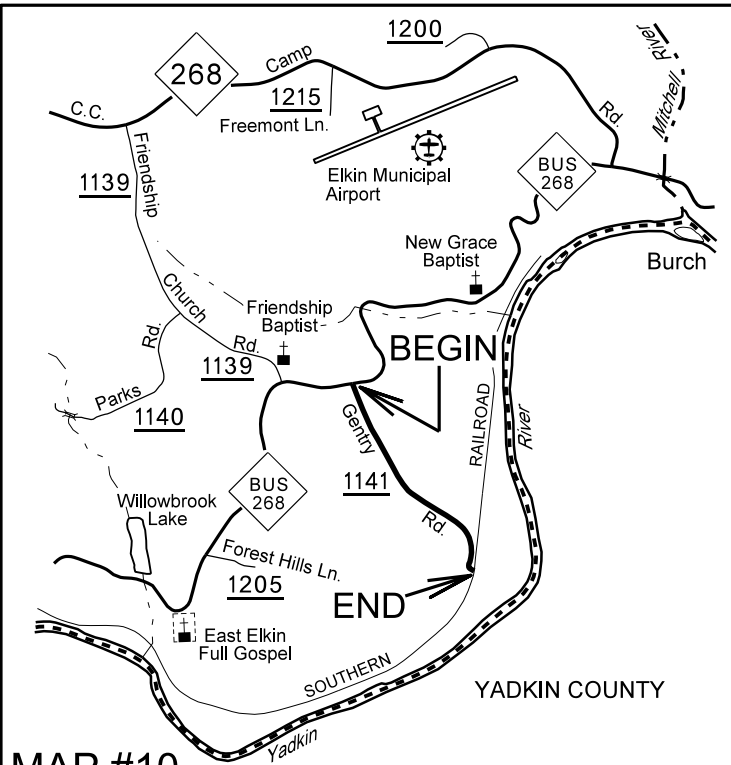 1200
River
Mitchell
268
Camp
C.C.
1215
Freemont Ln.
Rd.
Friendship
1139
Elkin Municipal
Airport
BUS
268
New Grace
Baptist
Burch
Church
Friendship
Baptist
Rd.
Rd.
1139
BEGIN
Parks
1140
Gentry
RAILROAD
River
1141
BUS
268
Willowbrook
Lake
Rd.
Forest Hills Ln.
1205
END
East Elkin
Full Gospel
SOUTHERN
YADKIN COUNTY
Yadkin
MAP #10